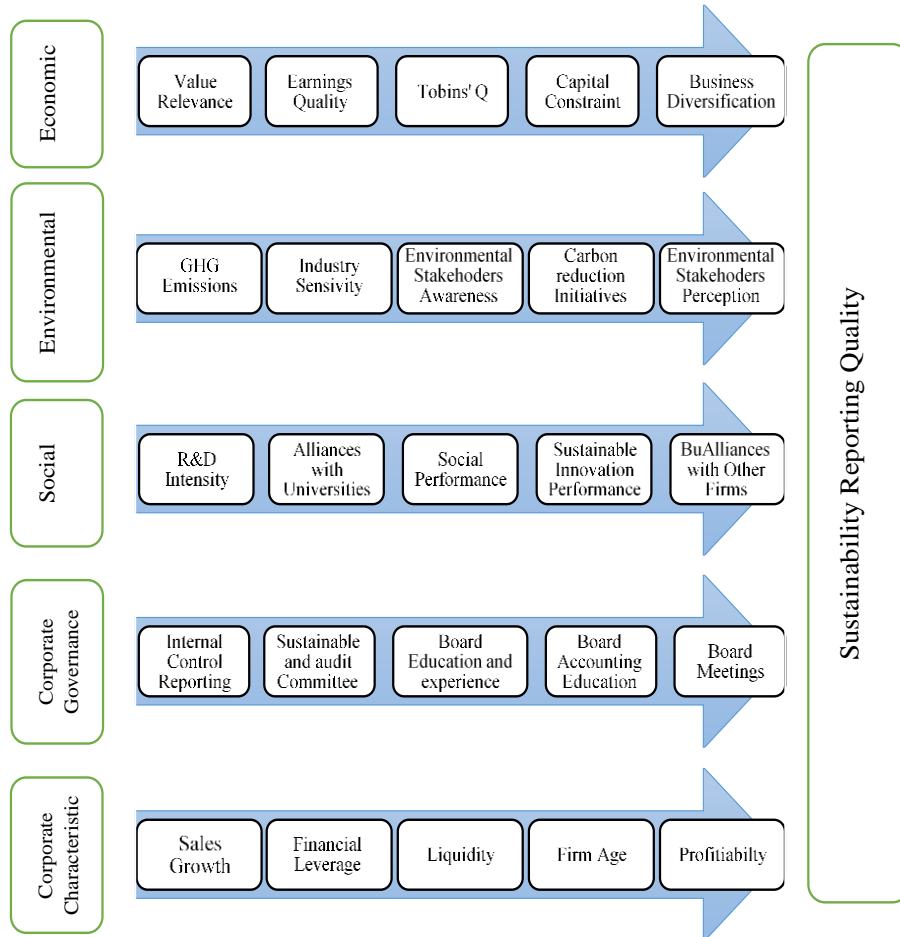 Economic
Value
Relevance
Earnings
Quality
Tobins' Q
Capital
Constraint
Business
Diversification
Environmental
GHG
Emissions
Industry
Sensivity
Environmental
Stakehoders
Awareness
Carbon
reduction
Initiatives
Environmental
Stakehoders
Perception
Social
R&D
Intensity
Alliances
with
Universities
Social
Performance
Sustainable
Innovation
Performance
BuAlliances
with Other
Firms
Corporate
Governance
Internal
Control
Reporting
Sustainable
and audit
Committee
Board
Education and
experience
Board
Accounting
Education
Board
Meetings
Corporate
Characteristic
Sales
Growth
Financial
Leverage
Liquidity
Firm Age
Profitiabilty
Sustainability Reporting Quality